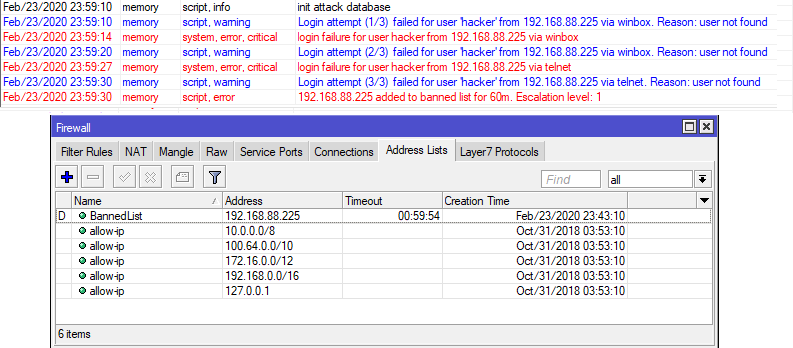 Feb/23/2020 23:59:10 memory script, info init attack database
Feb/23/2020 23:59:10 memory script, warning Login attempt (1/3) failed for user 'hacker' from 192.168.88.225 via winbox. Reason: user not found
Feb/23/2020 23:59:14 memory system, error, critical login failure for user hacker from 192.168.88.225 via winbox
Feb/23/2020 23:59:20 memory script, warning Login attempt (2/3) failed for user 'hacker' from 192.168.88.225 via winbox. Reason: user not found
Feb/23/2020 23:59:27 memory system, error, critical login failure for user hacker from 192.168.88.225 via telnet
Feb/23/2020 23:59:30 memory script, warning Login attempt (3/3) failed for user 'hacker' from 192.168.88.225 via telnet. Reason: user not found
Feb/23/2020 23:59:30 memory script, error 192.168.88.225 added to banned list for 60m. Escalation level: 1
Firewall
Filter Rules NAT Mangle Raw Service Ports Connections Address Lists Layer7 Protocols
Find all
Name Address Timeout Creation Time
D BannedList 192.168.88.225 00:59:54 Feb/23/2020 23:43:10
allow-ip 10.0.0.0/8 Oct/31/2018 03:53:10
allow-ip 100.64.0.0/10 Oct/31/2018 03:53:10
allow-ip 172.16.0.0/12 Oct/31/2018 03:53:10
allow-ip 192.168.0.0/16 Oct/31/2018 03:53:10
allow-ip 127.0.0.1 Oct/31/2018 03:53:10
6 items